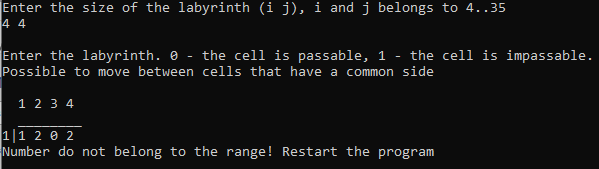 Enter the size of the labyrinth (i j), i and j belongs to 4..35
4 4
Enter the labyrinth. 0 - the cell is passable, 1 - the cell is impassable.
Possible to move between cells that have a common side
1 2 3 4
________
1|1 2 0 2
Number do not belong to the range! Restart the program